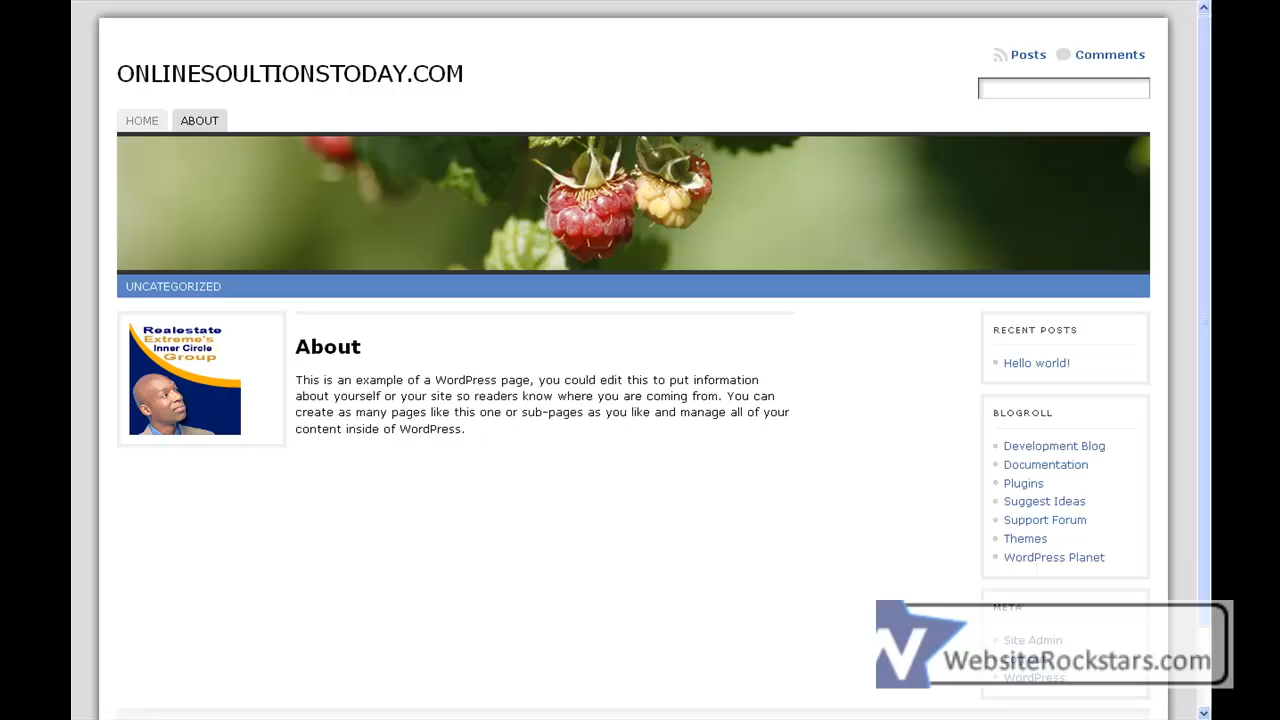 ONLINESOULTIONSTODAY.COM
Posts
Comments
HOME
ABOUT
UNCATEGORIZED
Realestate
Extreme's
Inner Circle
Group
About
This is an example of a WordPress page, you could edit this to put information
about yourself or your site so readers know where you are coming from. You can
create as many pages like this one or sub-pages as you like and manage all of your
content inside of WordPress.
RECENT POSTS
Hello world!
BLOGROLL
Development Blog
Documentation
Plugins
Suggest Ideas
Support Forum
Themes
WordPress Planet
META
Site Admin
WordPress
W
WebsiteRockstars.com